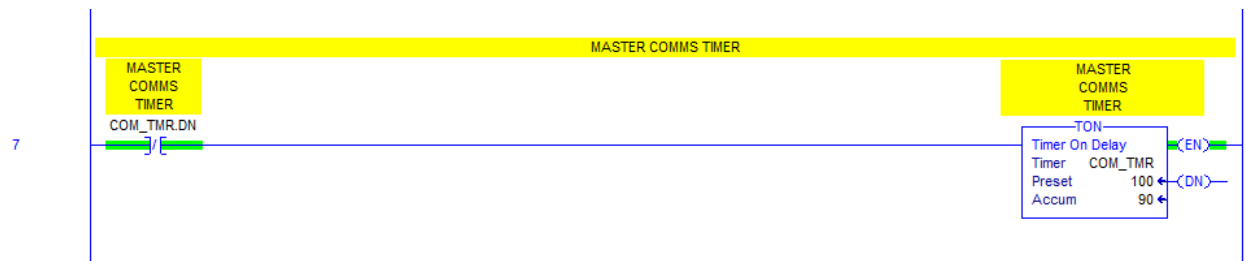 MASTER COMMS TIMER
MASTER
COMMS
TIMER
COM_TMR.DN
/
7
MASTER
COMMS
TIMER
TON
Timer On Delay
Timer COM_TMR
Preset 100
Accum 90
EN
DN